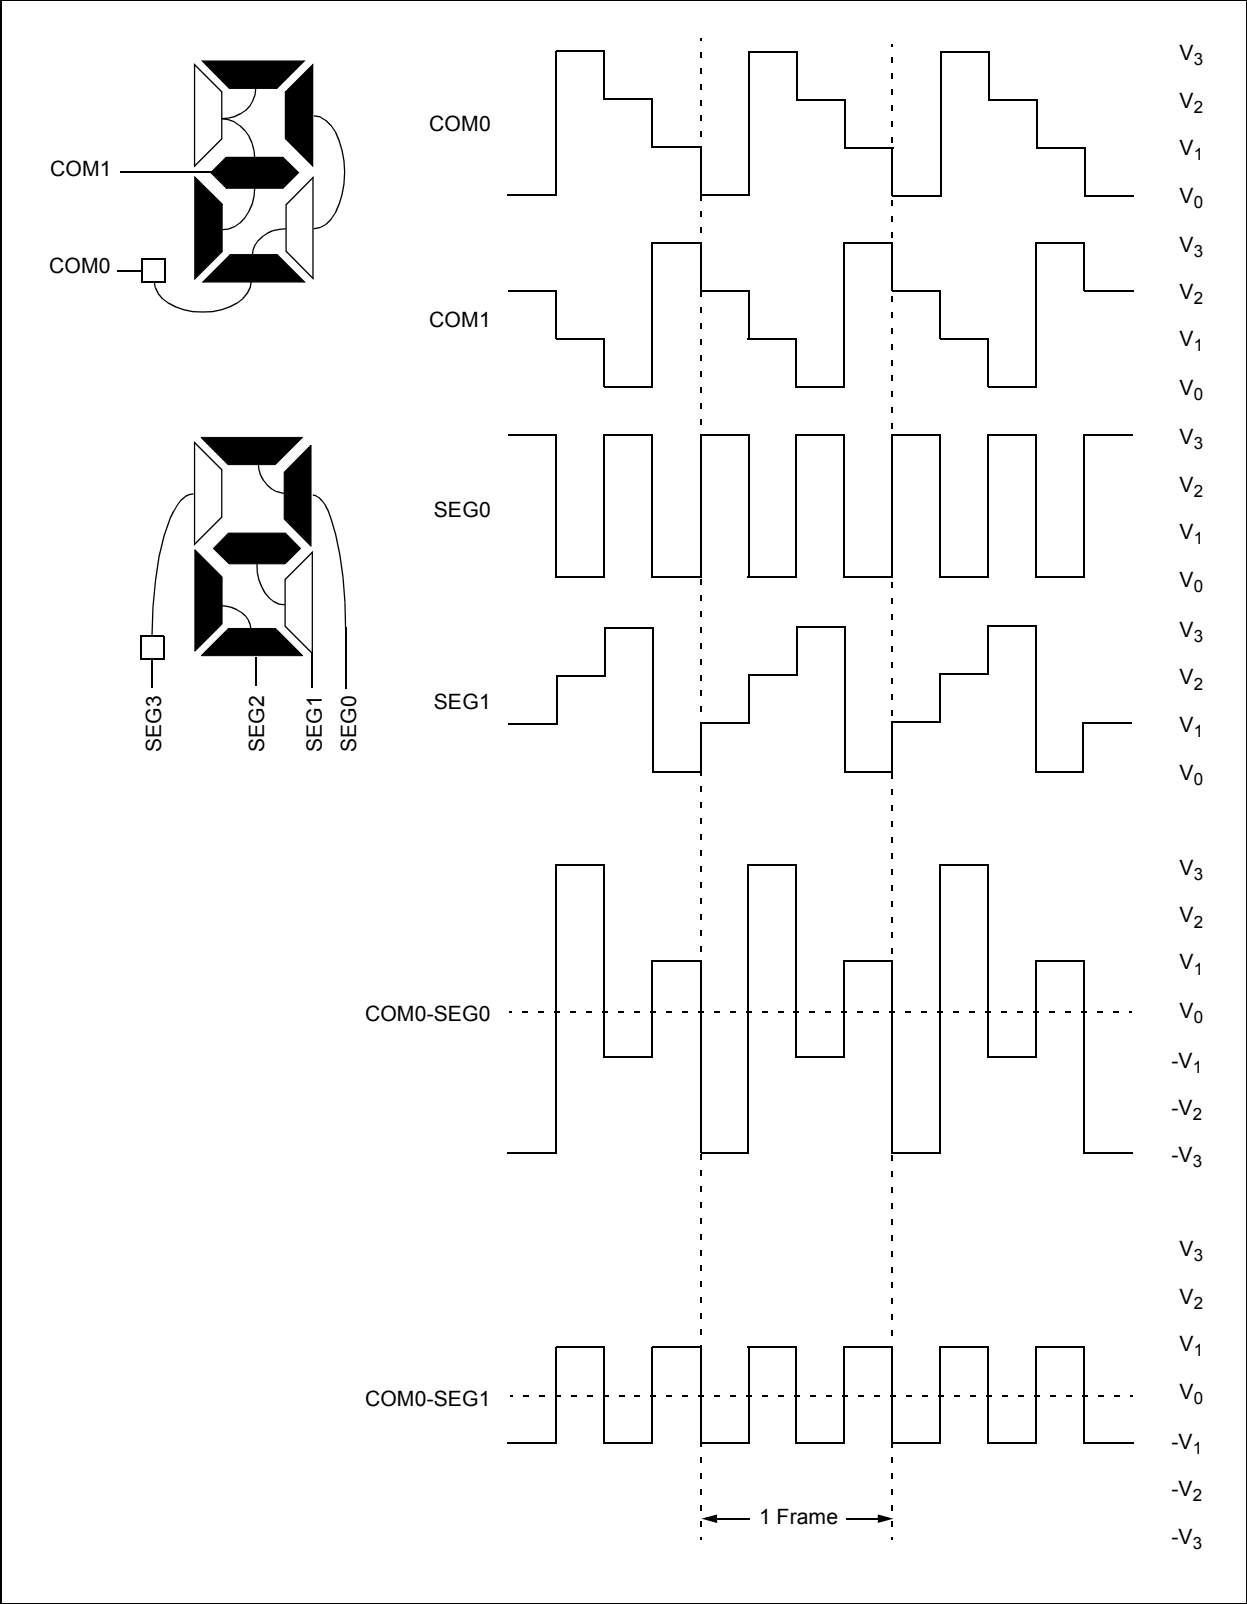 COM1
COM0
SEG3
SEG2
SEG1
SEG0
COM0
V3
V2
V1
V0
COM1
V3
V2
V1
V0
SEG0
V3
V2
V1
V0
SEG1
V3
V2
V1
V0
COM0-SEG0
V3
V2
V1
V0
-V1
-V2
-V3
COM0-SEG1
V3
V2
V1
V0
-V1
-V2
-V3
1 Frame